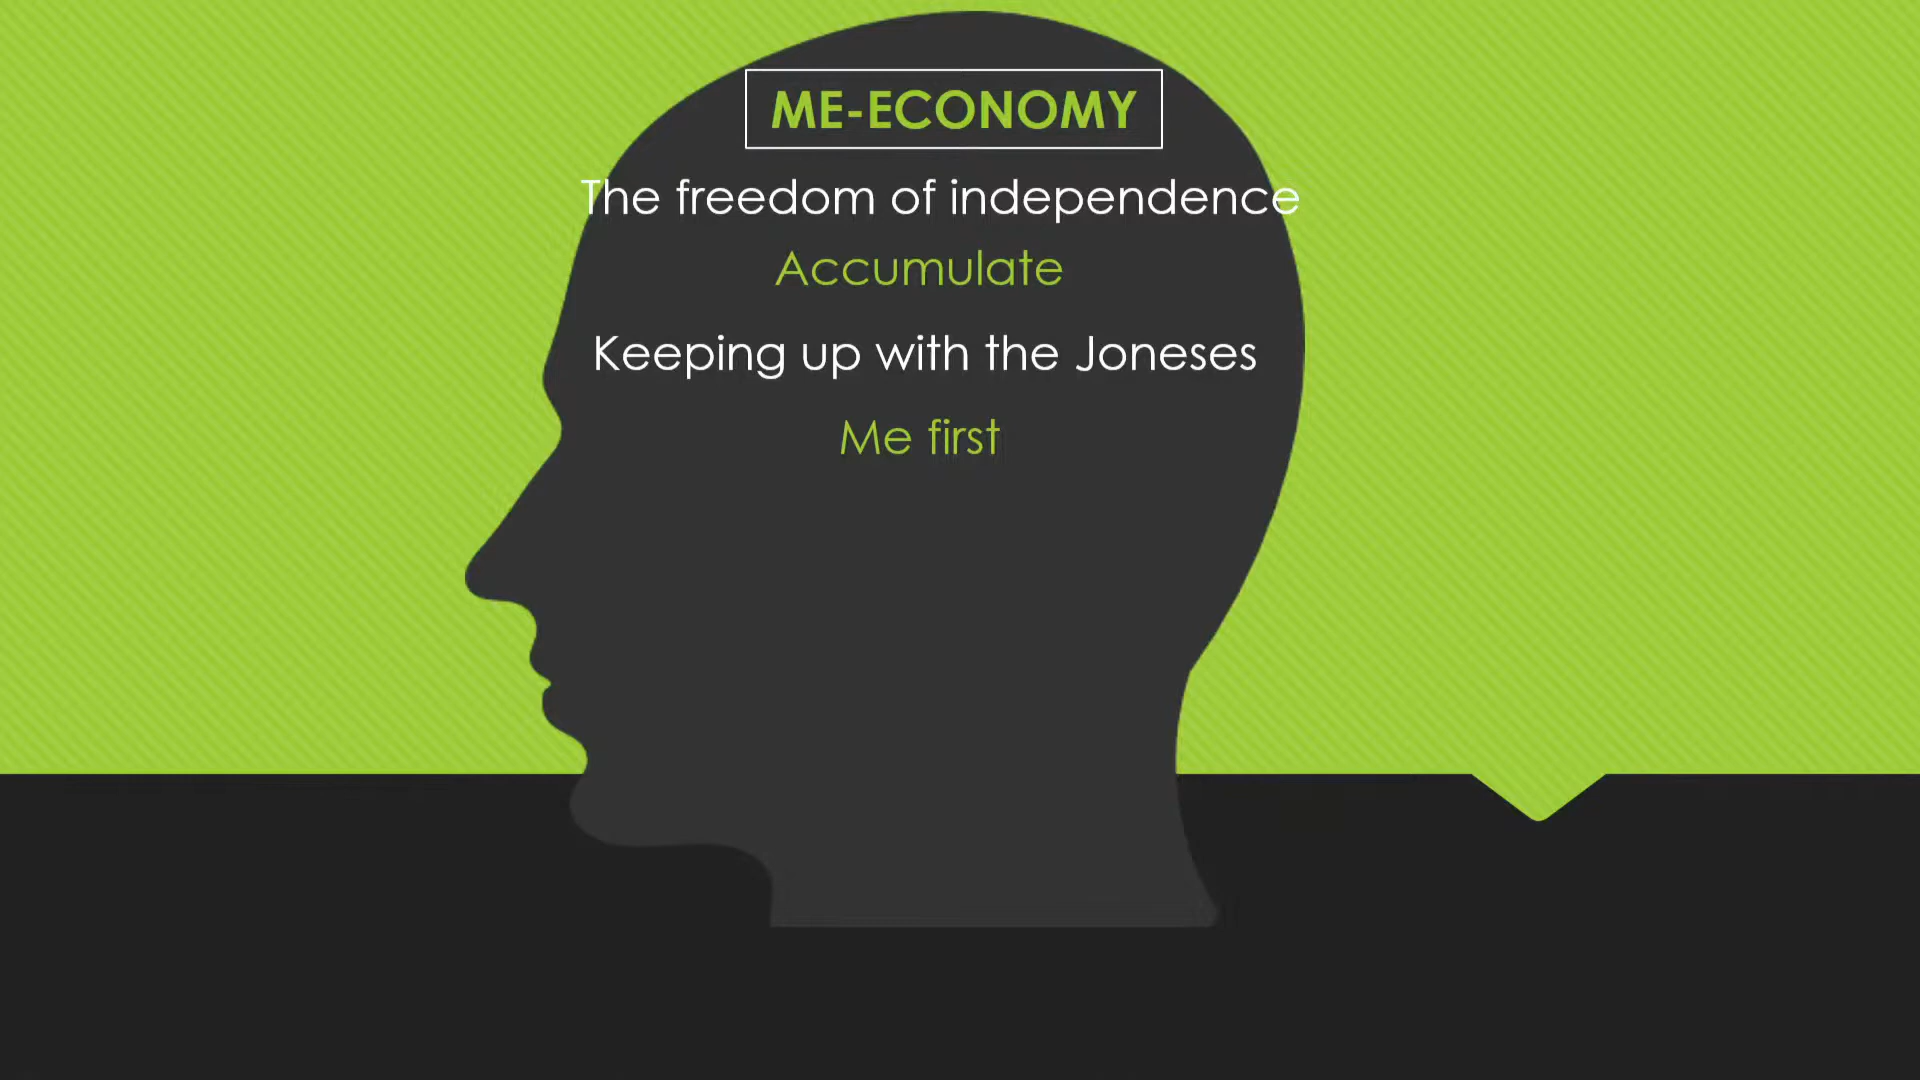 ME-ECONOMY
The freedom of independence
Accumulate
Keeping up with the Joneses
Me first